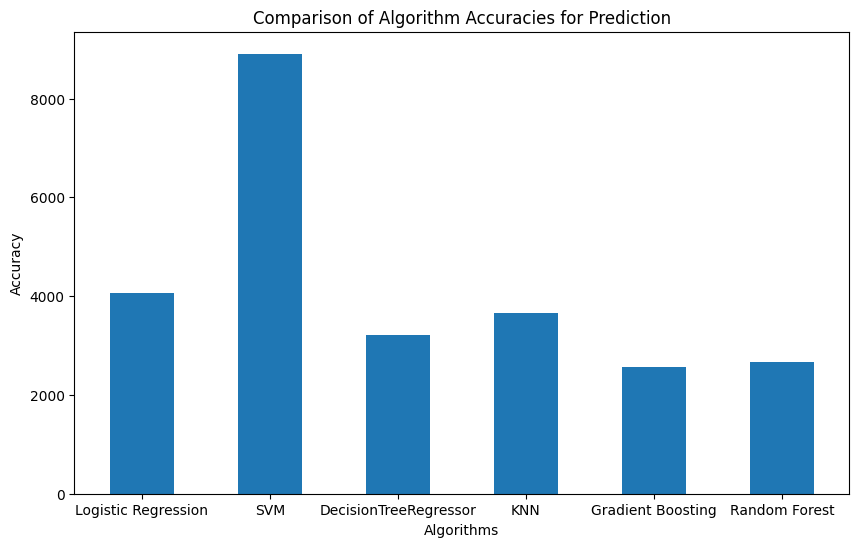 Comparison of Algorithm Accuracies for Prediction
Accuracy
8000
6000
4000
2000
0
Logistic Regression
SVM
DecisionTreeRegressor
KNN
Gradient Boosting
Random Forest
Algorithms